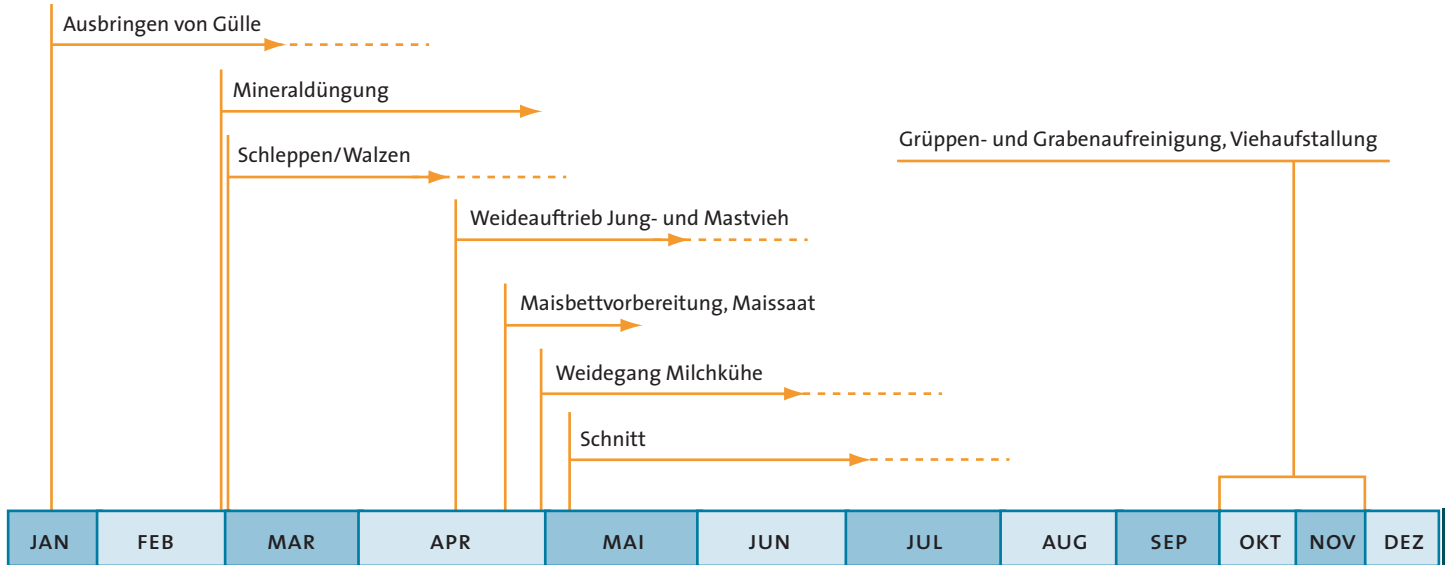 Ausbringen von Gülle
Mineraldüngung
Grüppen- und Grabenaufreinigung, Viehaufstallung
Schleppen/Walzen
Weideauftrieb Jung- und Mastvieh
Maisbettvorbereitung, Maissaat
Weidegang Milchkühe
Schnitt
JAN FEB MAR APR MAI JUN JUL AUG SEP OKT NOV DEZ